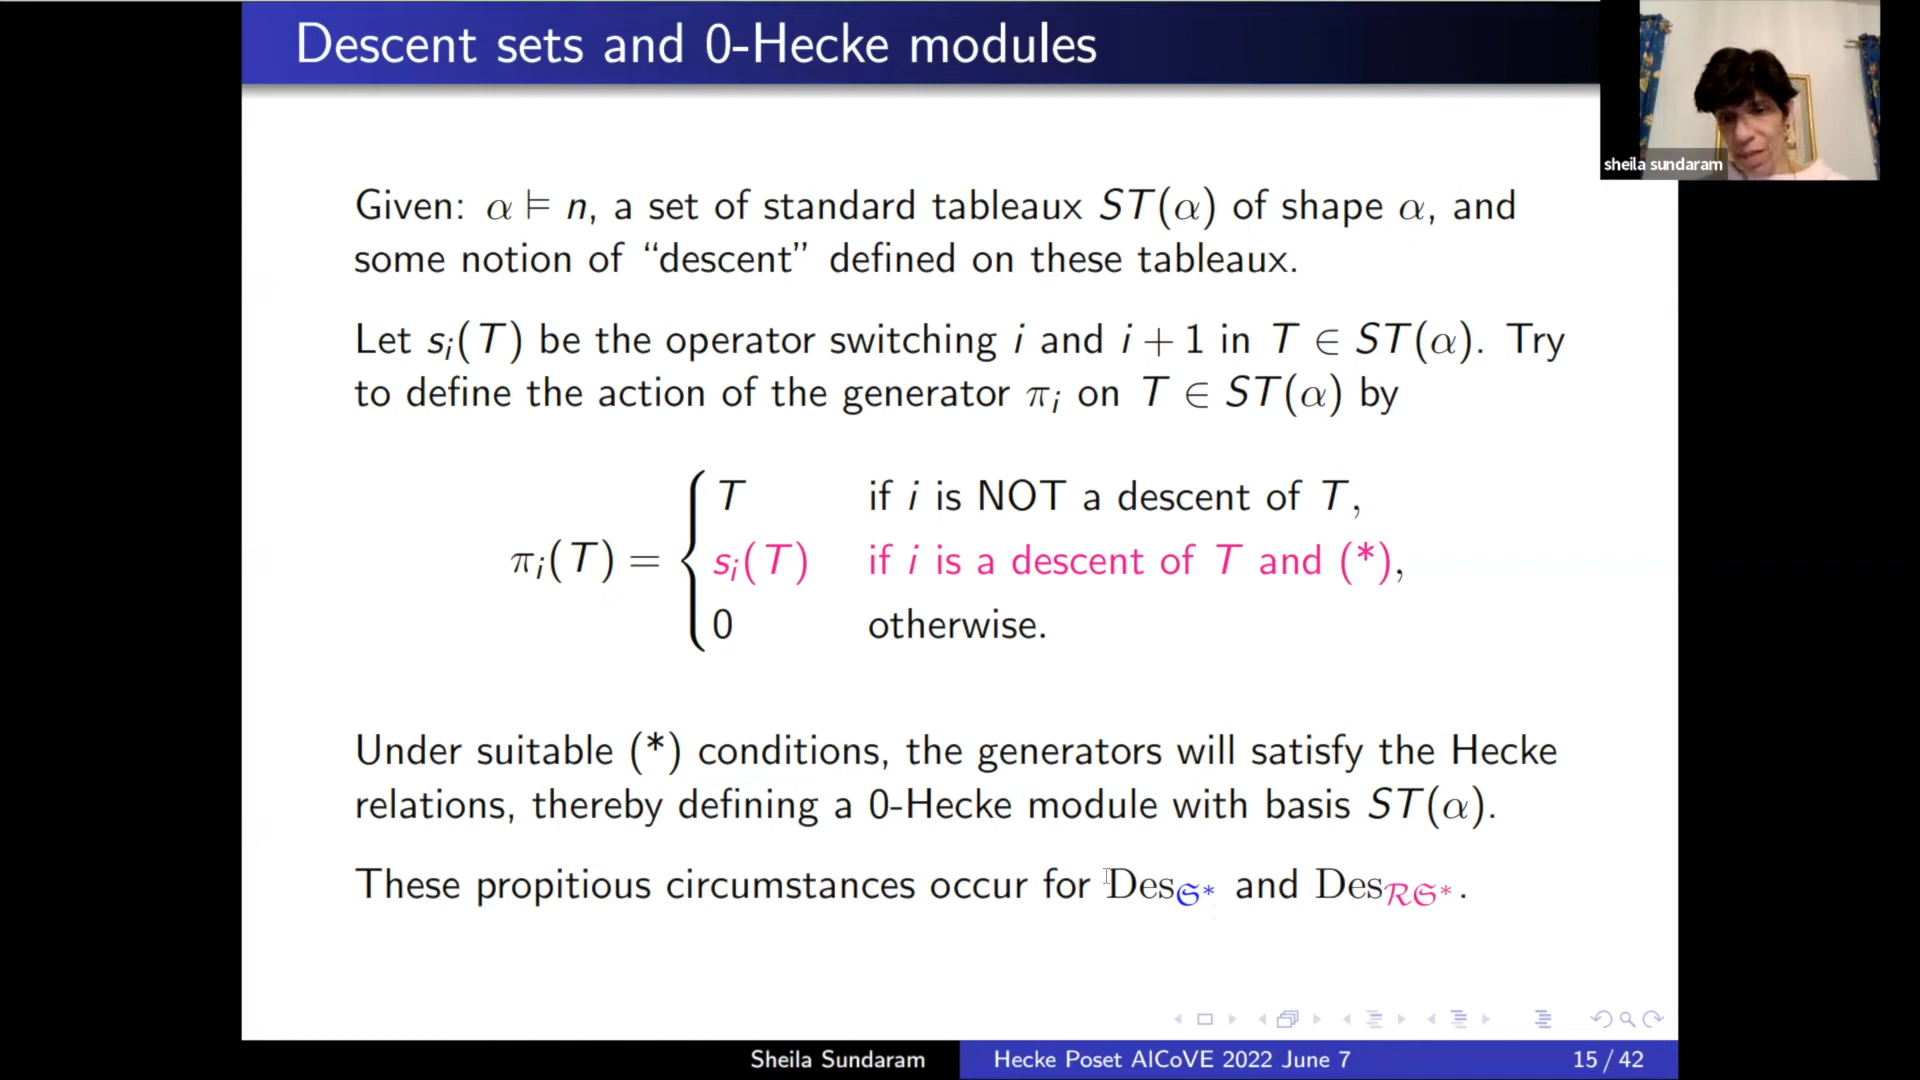 Descent sets and 0-Hecke modules
sheila sundaram
Given: α ⊨ n, a set of standard tableaux ST(α) of shape α, and
some notion of “descent” defined on these tableaux.
Let sᵢ(T) be the operator switching i and i + 1 in T ∈ ST(α). Try
to define the action of the generator πᵢ on T ∈ ST(α) by
πᵢ(T) = { T if i is NOT a descent of T,
sᵢ(T) if i is a descent of T and (*),
0 otherwise.
Under suitable (*) conditions, the generators will satisfy the Hecke
relations, thereby defining a 0-Hecke module with basis ST(α).
These propitious circumstances occur for Des_𝔖* and Des_ℛ𝔖*.
Sheila Sundaram Hecke Poset AlCoVE 2022 June 7 15 / 42